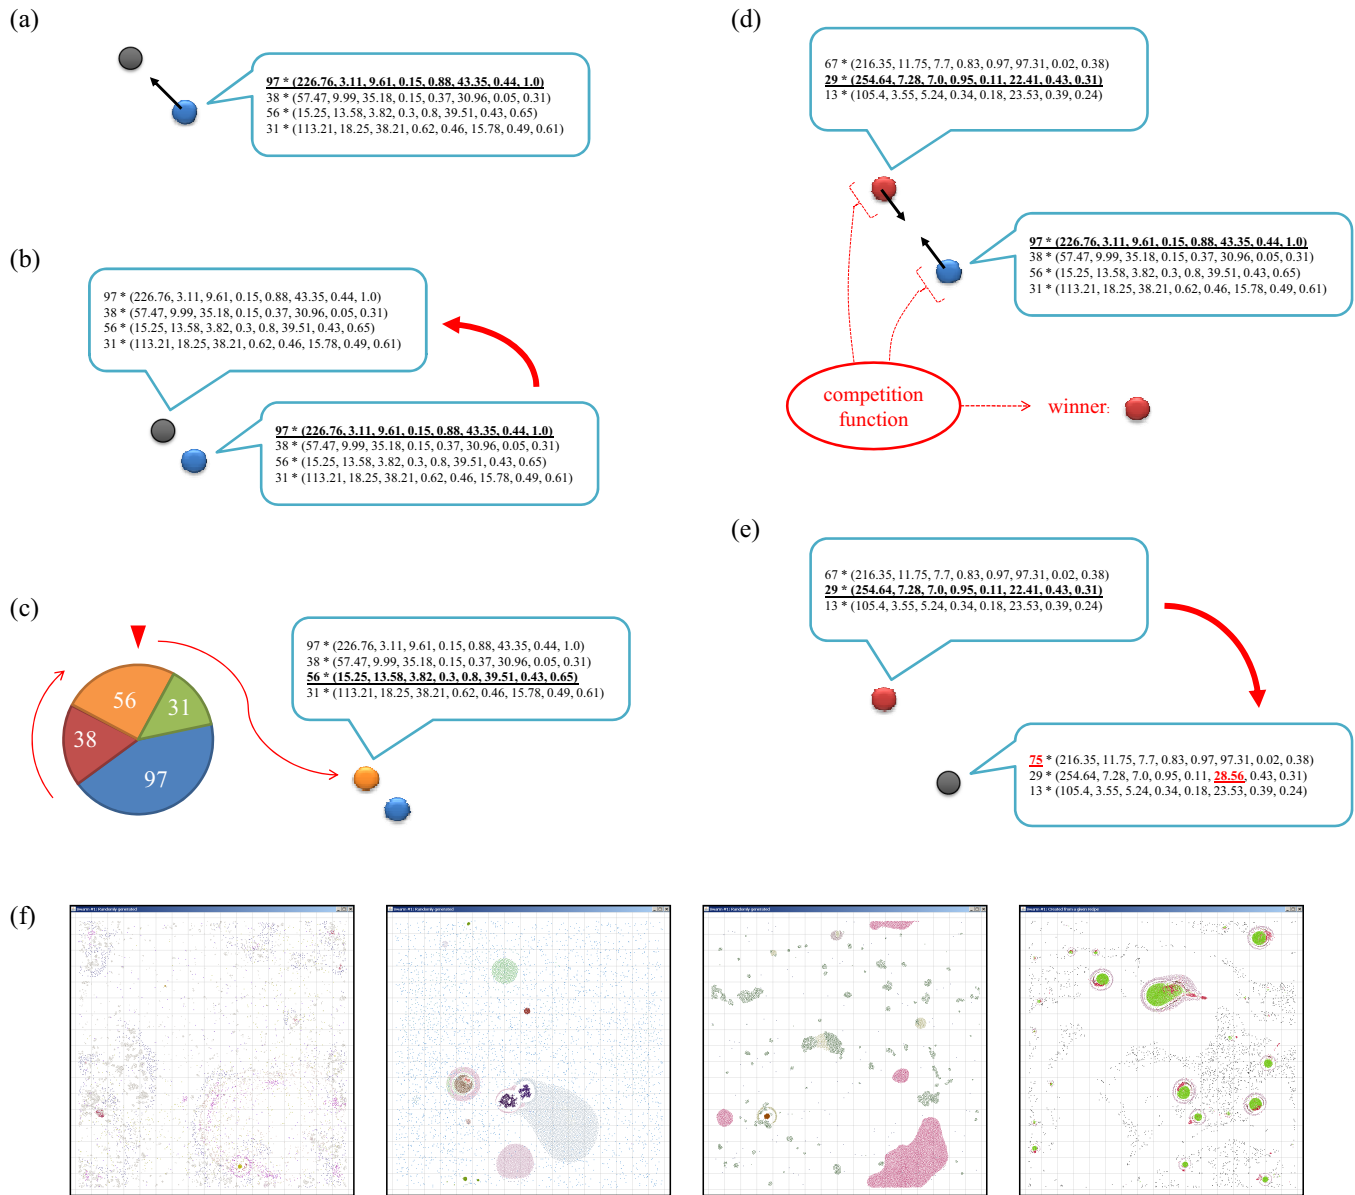 (a)
97 * (226.76, 3.11, 9.61, 0.15, 0.88, 43.35, 0.44, 1.0)
38 * (57.47, 9.99, 35.18, 0.15, 0.37, 30.96, 0.05, 0.31)
56 * (15.25, 13.58, 3.82, 0.3, 0.8, 39.51, 0.43, 0.65)
31 * (113.21, 18.25, 38.21, 0.62, 0.46, 15.78, 0.49, 0.61)
(b)
97 * (226.76, 3.11, 9.61, 0.15, 0.88, 43.35, 0.44, 1.0)
38 * (57.47, 9.99, 35.18, 0.15, 0.37, 30.96, 0.05, 0.31)
56 * (15.25, 13.58, 3.82, 0.3, 0.8, 39.51, 0.43, 0.65)
31 * (113.21, 18.25, 38.21, 0.62, 0.46, 15.78, 0.49, 0.61)
97 * (226.76, 3.11, 9.61, 0.15, 0.88, 43.35, 0.44, 1.0)
38 * (57.47, 9.99, 35.18, 0.15, 0.37, 30.96, 0.05, 0.31)
56 * (15.25, 13.58, 3.82, 0.3, 0.8, 39.51, 0.43, 0.65)
31 * (113.21, 18.25, 38.21, 0.62, 0.46, 15.78, 0.49, 0.61)
(c)
56
31
38
97
97 * (226.76, 3.11, 9.61, 0.15, 0.88, 43.35, 0.44, 1.0)
38 * (57.47, 9.99, 35.18, 0.15, 0.37, 30.96, 0.05, 0.31)
56 * (15.25, 13.58, 3.82, 0.3, 0.8, 39.51, 0.43, 0.65)
31 * (113.21, 18.25, 38.21, 0.62, 0.46, 15.78, 0.49, 0.61)
(d)
67 * (216.35, 11.75, 7.7, 0.83, 0.97, 97.31, 0.02, 0.38)
29 * (254.64, 7.28, 7.0, 0.95, 0.11, 22.41, 0.43, 0.31)
13 * (105.4, 3.55, 5.24, 0.34, 0.18, 23.53, 0.39, 0.24)
97 * (226.76, 3.11, 9.61, 0.15, 0.88, 43.35, 0.44, 1.0)
38 * (57.47, 9.99, 35.18, 0.15, 0.37, 30.96, 0.05, 0.31)
56 * (15.25, 13.58, 3.82, 0.3, 0.8, 39.51, 0.43, 0.65)
31 * (113.21, 18.25, 38.21, 0.62, 0.46, 15.78, 0.49, 0.61)
competition
function
winner:
(e)
67 * (216.35, 11.75, 7.7, 0.83, 0.97, 97.31, 0.02, 0.38)
29 * (254.64, 7.28, 7.0, 0.95, 0.11, 22.41, 0.43, 0.31)
13 * (105.4, 3.55, 5.24, 0.34, 0.18, 23.53, 0.39, 0.24)
75 * (216.35, 11.75, 7.7, 0.83, 0.97, 97.31, 0.02, 0.38)
29 * (254.64, 7.28, 7.0, 0.95, 0.11, 28.56, 0.43, 0.31)
13 * (105.4, 3.55, 5.24, 0.34, 0.18, 23.53, 0.39, 0.24)
(f)
Swarm #1: Randomly generated
Swarm #1: Randomly generated
Swarm #1: Randomly generated
Swarm #1: Created from a given recipe